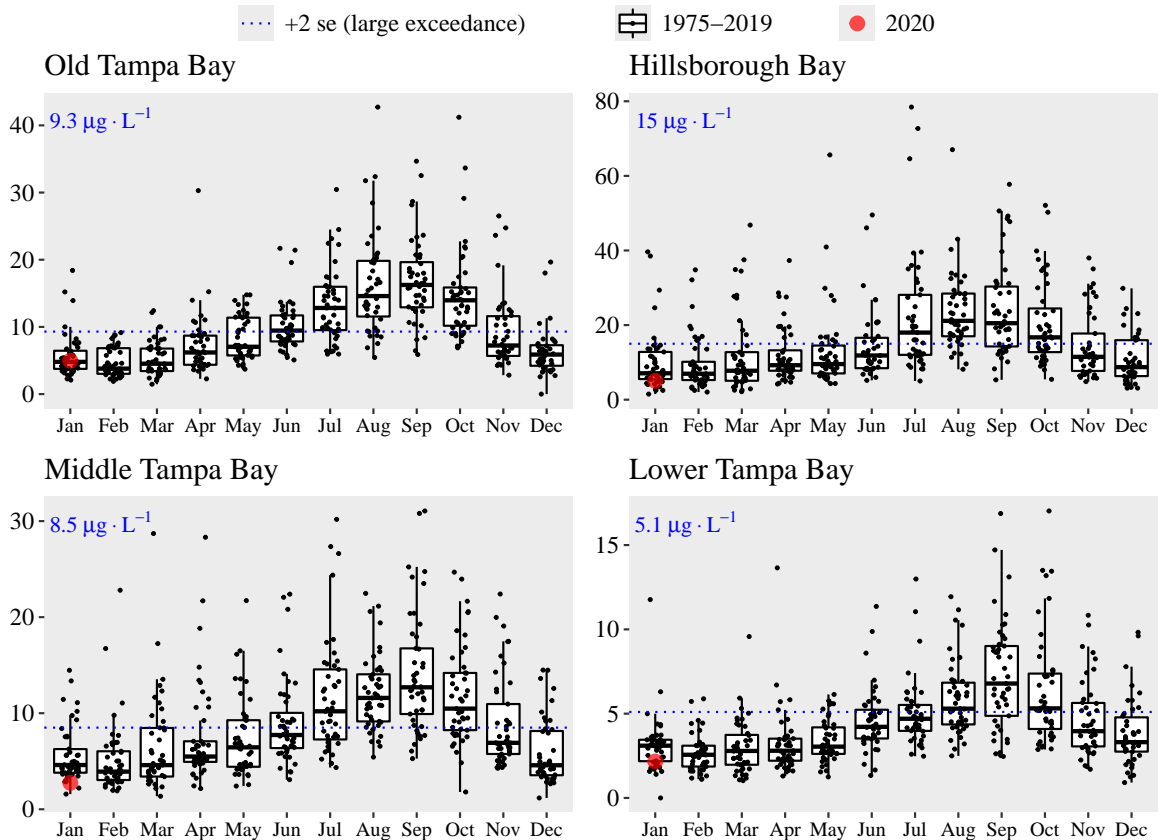 +2 se (large exceedance) 1975–2019 2020
Old Tampa Bay
9.3 μg · L⁻¹
40
30
20
10
0
Jan Feb Mar Apr May Jun Jul Aug Sep Oct Nov Dec
Hillsborough Bay
15 μg · L⁻¹
80
60
40
20
0
Jan Feb Mar Apr May Jun Jul Aug Sep Oct Nov Dec
Middle Tampa Bay
8.5 μg · L⁻¹
30
20
10
0
Jan Feb Mar Apr May Jun Jul Aug Sep Oct Nov Dec
Lower Tampa Bay
5.1 μg · L⁻¹
15
10
5
0
Jan Feb Mar Apr May Jun Jul Aug Sep Oct Nov Dec